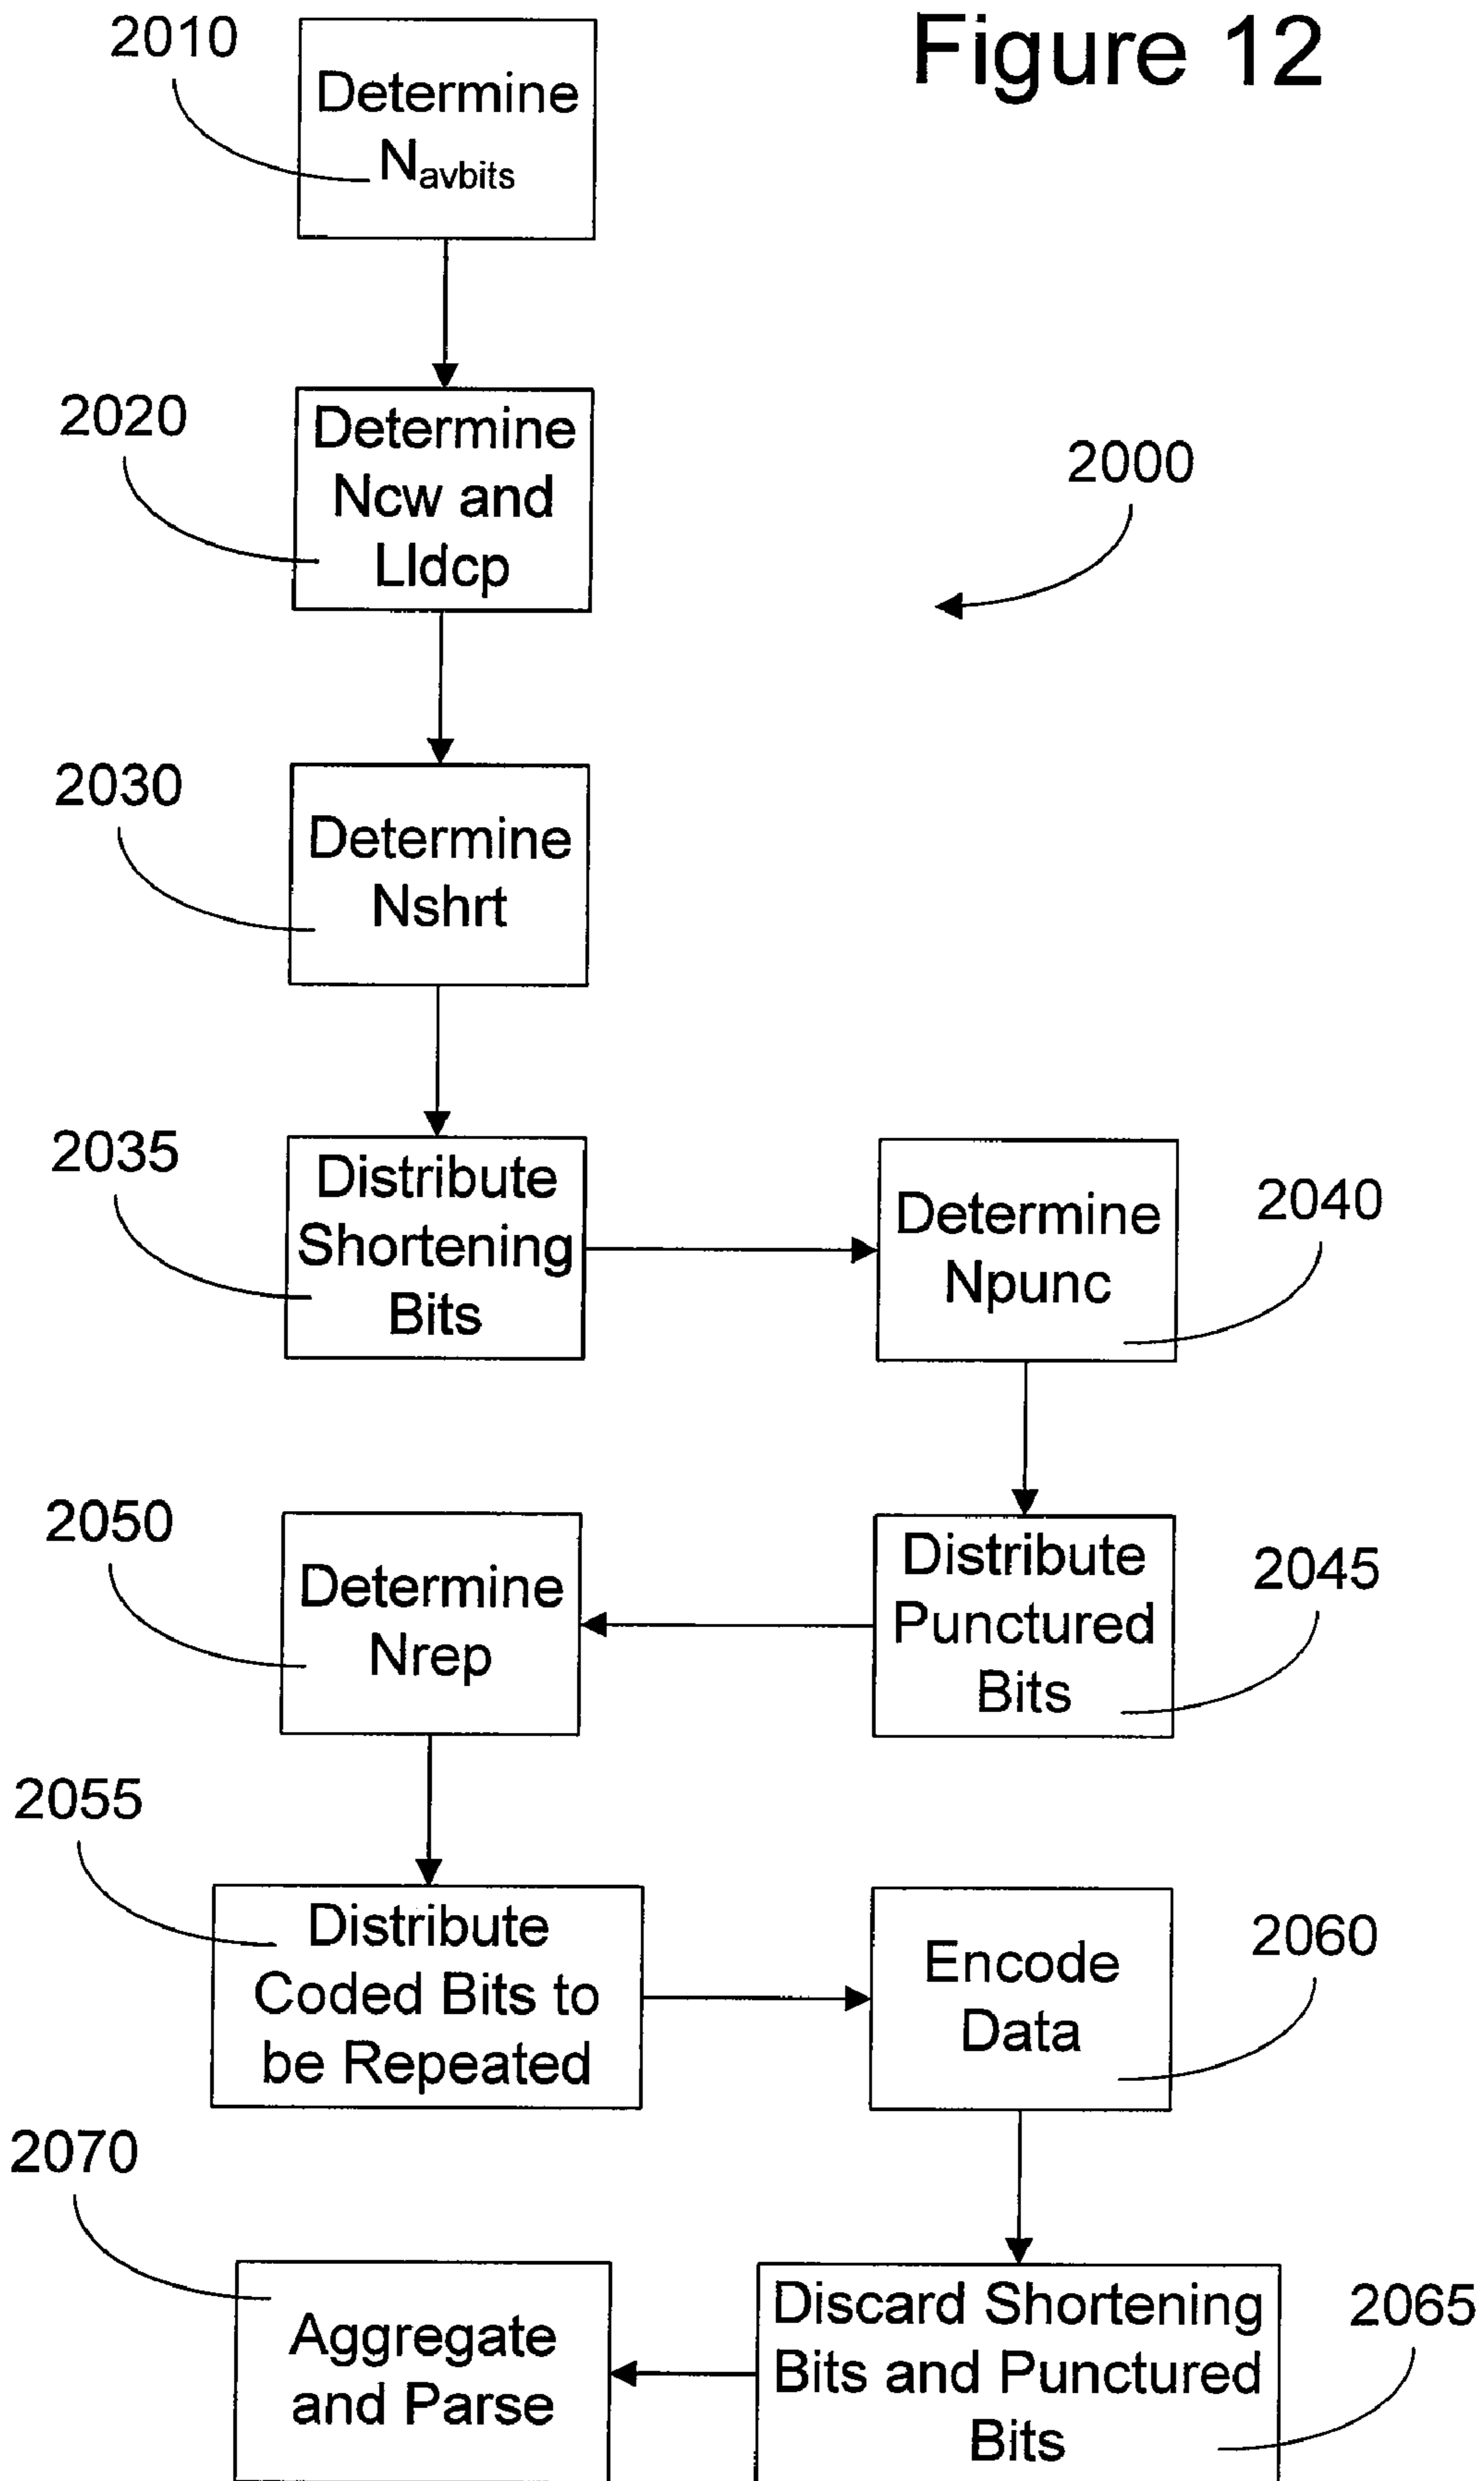 Figure 12
2010
Determine
Navbits
2020
Determine
Ncw and
Lldcp
2000
2030
Determine
Nshrt
2035
Distribute
Shortening
Bits
2040
Determine
Npunc
2045
Distribute
Punctured
Bits
2050
Determine
Nrep
2055
Distribute
Coded Bits to
be Repeated
2060
Encode
Data
2065
Discard Shortening
Bits and Punctured
Bits
2070
Aggregate
and Parse